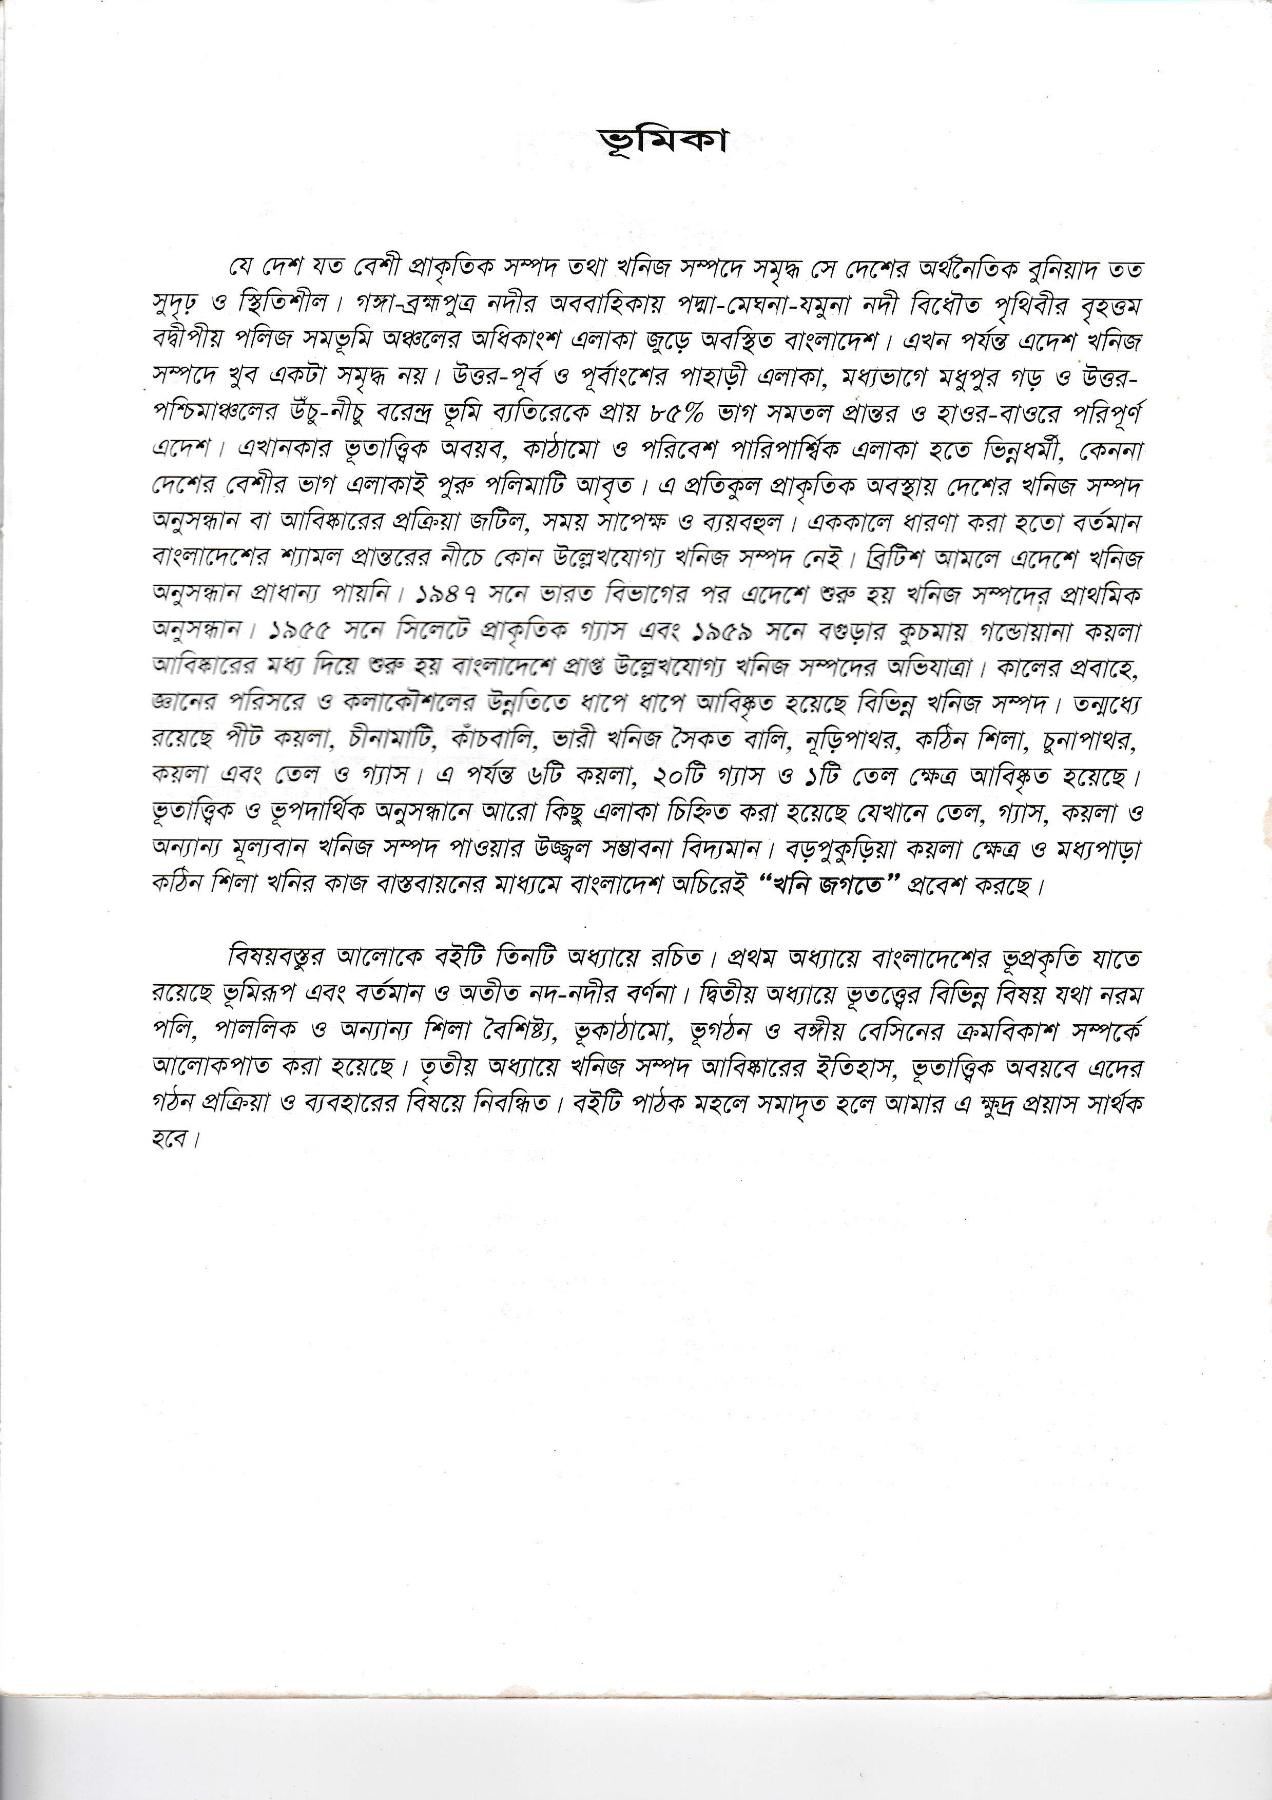 ভূমিকা
যে দেশ যত বেশী প্রাকৃতিক সম্পদ তথা খনিজ সম্পদে সমৃদ্ধ সে দেশের অর্থনৈতিক বুনিয়াদ তত
সুদৃঢ় ও স্থিতিশীল। গঙ্গা-ব্রহ্মপুত্র নদীর অববাহিকায় পদ্মা-মেঘনা-যমুনা নদী বিধৌত পৃথিবীর বৃহত্তম
বদ্বীপীয় পলিজ সমভূমি অঞ্চলের অধিকাংশ এলাকা জুড়ে অবস্থিত বাংলাদেশ। এখন পর্যন্ত এদেশ খনিজ
সম্পদে খুব একটা সমৃদ্ধ নয়। উত্তর-পূর্ব ও পূর্বাংশের পাহাড়ী এলাকা, মধ্যভাগে মধুপুর গড় ও উত্তর-
পশ্চিমাঞ্চলের উঁচু-নীচু বরেন্দ্র ভূমি ব্যতিরেকে প্রায় ৮৫% ভাগ সমতল প্রান্তর ও হাওর-বাওরে পরিপূর্ণ
এদেশ। এখানকার ভূতাত্ত্বিক অবয়ব, কাঠামো ও পরিবেশ পারিপার্শ্বিক এলাকা হতে ভিন্নধর্মী, কেননা
দেশের বেশীর ভাগ এলাকাই পুরু পলিমাটি আবৃত। এ প্রতিকুল প্রাকৃতিক অবস্থায় দেশের খনিজ সম্পদ
অনুসন্ধান বা আবিষ্কারের প্রক্রিয়া জটিল, সময় সাপেক্ষ ও ব্যয়বহুল। এককালে ধারণা করা হতো বর্তমান
বাংলাদেশের শ্যামল প্রান্তরের নীচে কোন উল্লেখযোগ্য খনিজ সম্পদ নেই। ব্রিটিশ আমলে এদেশে খনিজ
অনুসন্ধান প্রাধান্য পায়নি। ১৯৪৭ সনে ভারত বিভাগের পর এদেশে শুরু হয় খনিজ সম্পদের প্রাথমিক
অনুসন্ধান। ১৯৫৫ সনে সিলেটে প্রাকৃতিক গ্যাস এবং ১৯৫৯ সনে বগুড়ার কুচমায় গন্ডোয়ানা কয়লা
আবিষ্কারের মধ্য দিয়ে শুরু হয় বাংলাদেশে প্রাপ্ত উল্লেখযোগ্য খনিজ সম্পদের অভিযাত্রা। কালের প্রবাহে,
জ্ঞানের পরিসরে ও কলাকৌশলের উন্নতিতে ধাপে ধাপে আবিষ্কৃত হয়েছে বিভিন্ন খনিজ সম্পদ। তন্মধ্যে
রয়েছে পীট কয়লা, চীনামাটি, কাঁচবালি, ভারী খনিজ সৈকত বালি, নূড়িপাথর, কঠিন শিলা, চুনাপাথর,
কয়লা এবং তেল ও গ্যাস। এ পর্যন্ত ৬টি কয়লা, ২০টি গ্যাস ও ১টি তেল ক্ষেত্র আবিষ্কৃত হয়েছে।
ভূতাত্ত্বিক ও ভূপদার্থিক অনুসন্ধানে আরো কিছু এলাকা চিহ্নিত করা হয়েছে যেখানে তেল, গ্যাস, কয়লা ও
অন্যান্য মূল্যবান খনিজ সম্পদ পাওয়ার উজ্জ্বল সম্ভাবনা বিদ্যমান। বড়পুকুড়িয়া কয়লা ক্ষেত্র ও মধ্যপাড়া
কঠিন শিলা খনির কাজ বাস্তবায়নের মাধ্যমে বাংলাদেশ অচিরেই “খনি জগতে” প্রবেশ করছে।
বিষয়বস্তুর আলোকে বইটি তিনটি অধ্যায়ে রচিত। প্রথম অধ্যায়ে বাংলাদেশের ভূপ্রকৃতি যাতে
রয়েছে ভূমিরূপ এবং বর্তমান ও অতীত নদ-নদীর বর্ণনা। দ্বিতীয় অধ্যায়ে ভূতত্ত্বের বিভিন্ন বিষয় যথা নরম
পলি, পাললিক ও অন্যান্য শিলা বৈশিষ্ট্য, ভূকাঠামো, ভূগঠন ও বঙ্গীয় বেসিনের ক্রমবিকাশ সম্পর্কে
আলোকপাত করা হয়েছে। তৃতীয় অধ্যায়ে খনিজ সম্পদ আবিষ্কারের ইতিহাস, ভূতাত্ত্বিক অবয়বে এদের
গঠন প্রক্রিয়া ও ব্যবহারের বিষয়ে নিবন্ধিত। বইটি পাঠক মহলে সমাদৃত হলে আমার এ ক্ষুদ্র প্রয়াস সার্থক
হবে।